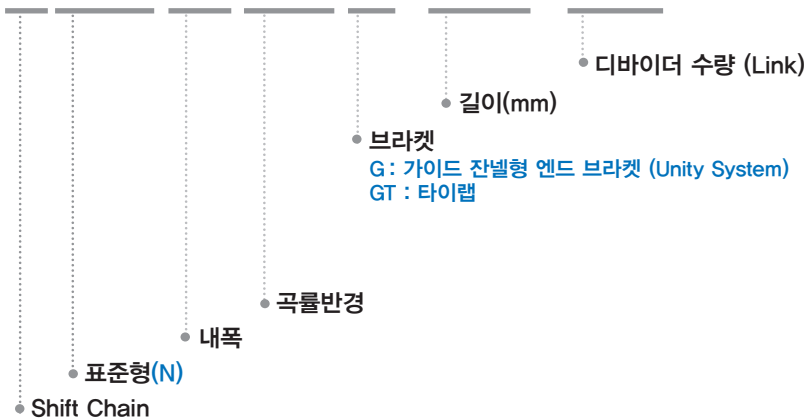 디바이더 수량 (Link)
길이(mm)
브라켓
G : 가이드 잔넬형 엔드 브라켓 (Unity System)
GT : 타이랩
곡률반경
내폭
표준형(N)
Shift Chain